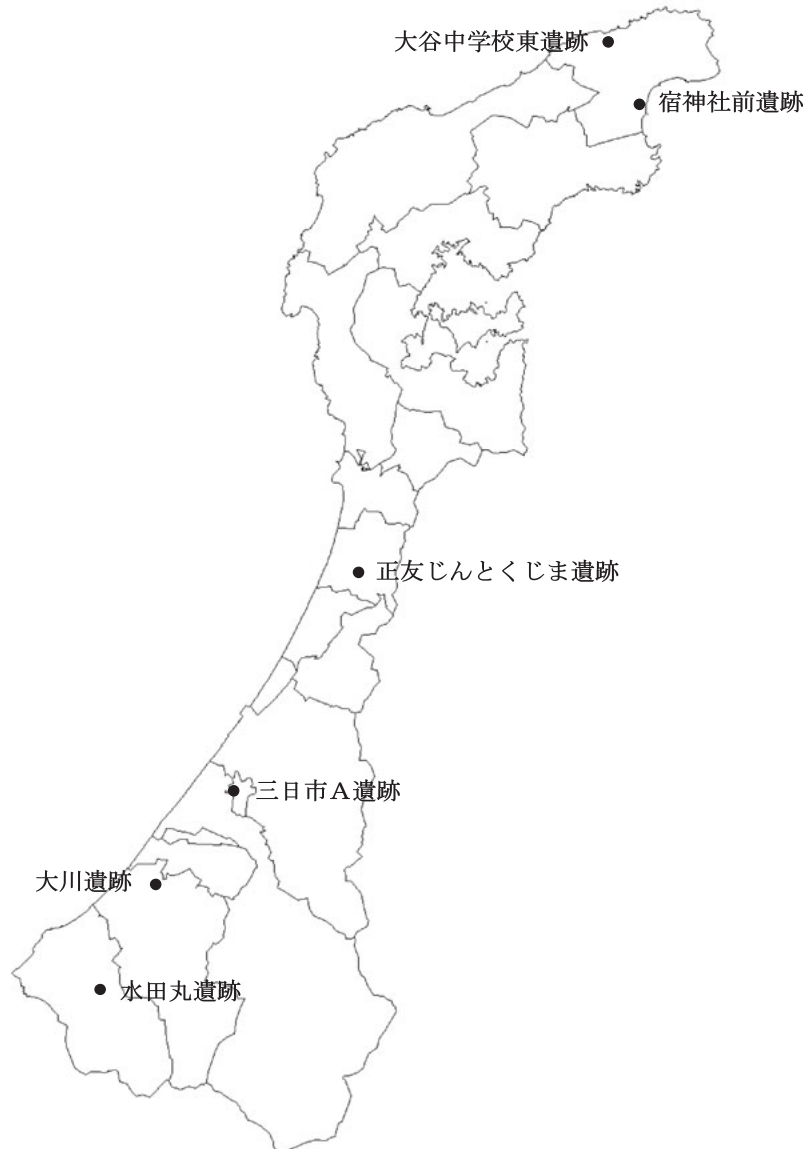 大谷中学校東遺跡
宿神社前遺跡
正友じんとくじま遺跡
三日市A遺跡
大川遺跡
水田丸遺跡